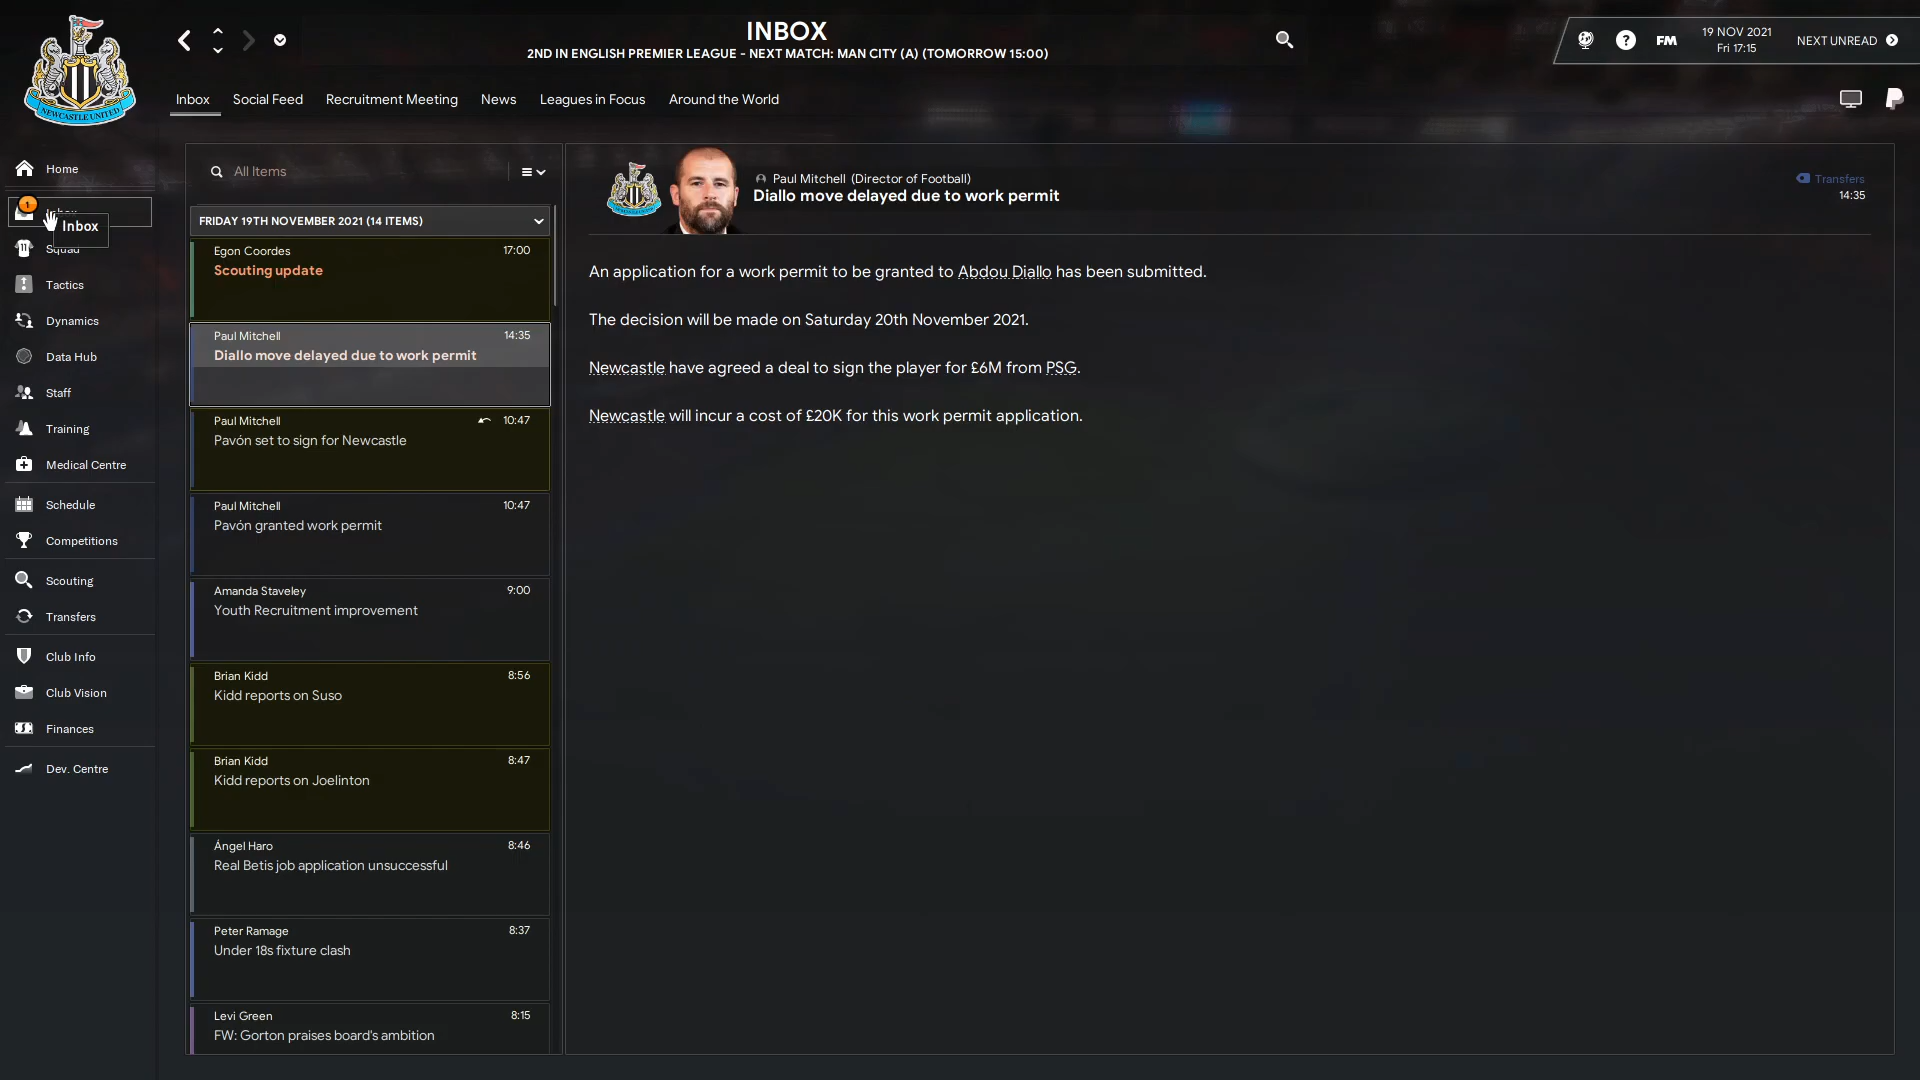 INBOX
2ND IN ENGLISH PREMIER LEAGUE - NEXT MATCH: MAN CITY (A) (TOMORROW 15:00)
?
FM
19 NOV 2021
Fri 17:15
NEXT UNREAD
NEWCASTLE UNITED
Inbox
Social Feed
Recruitment Meeting
News
Leagues in Focus
Around the World
Home
1
Inbox
Squad
Tactics
Dynamics
Data Hub
Staff
Training
Medical Centre
Schedule
Competitions
Scouting
Transfers
Club Info
Club Vision
Finances
Dev. Centre
All Items
FRIDAY 19TH NOVEMBER 2021 (14 ITEMS)
Egon Coordes 17:00
Scouting update
Paul Mitchell 14:35
Diallo move delayed due to work permit
Paul Mitchell 10:47
Pavón set to sign for Newcastle
Paul Mitchell 10:47
Pavón granted work permit
Amanda Staveley 9:00
Youth Recruitment improvement
Brian Kidd 8:56
Kidd reports on Suso
Brian Kidd 8:47
Kidd reports on Joelinton
Ángel Haro 8:46
Real Betis job application unsuccessful
Peter Ramage 8:37
Under 18s fixture clash
Levi Green 8:15
FW: Gorton praises board's ambition
Paul Mitchell (Director of Football)
Diallo move delayed due to work permit
Transfers
14:35
An application for a work permit to be granted to Abdou Diallo has been submitted.
The decision will be made on Saturday 20th November 2021.
Newcastle have agreed a deal to sign the player for £6M from PSG.
Newcastle will incur a cost of £20K for this work permit application.